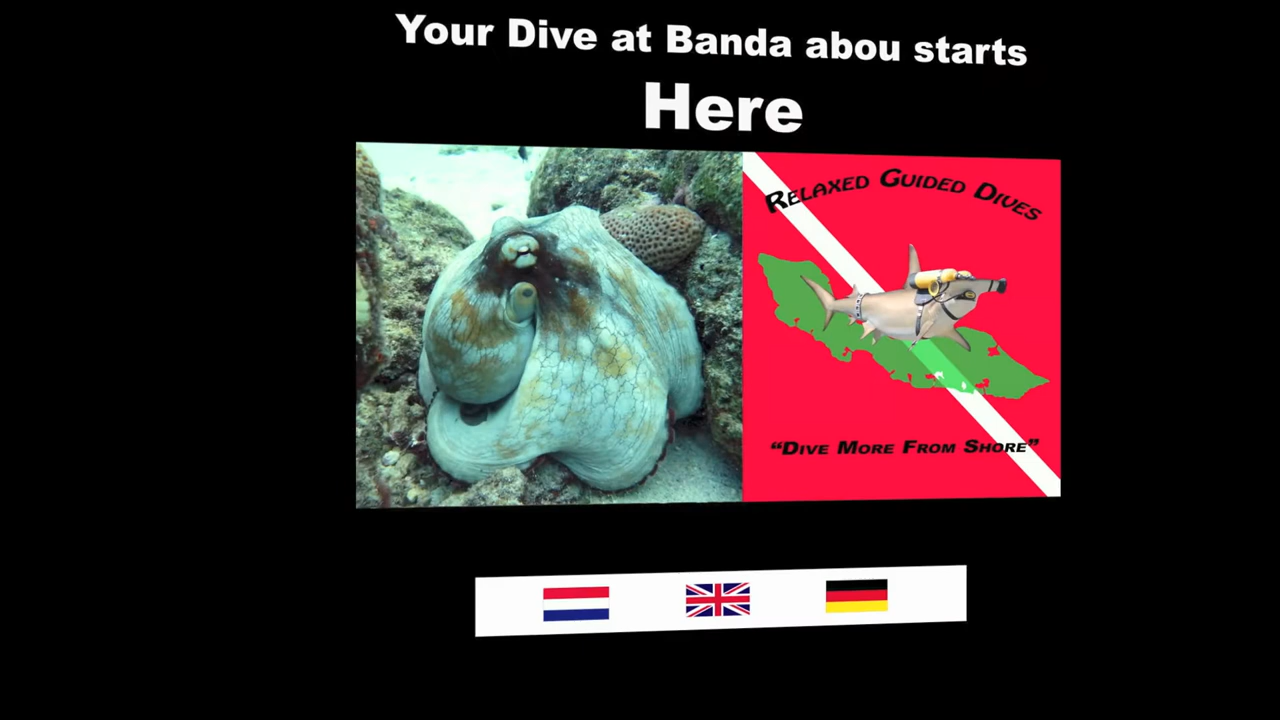 Your Dive at Banda abou starts
Here
RELAXED GUIDED DIVES
“DIVE MORE FROM SHORE”